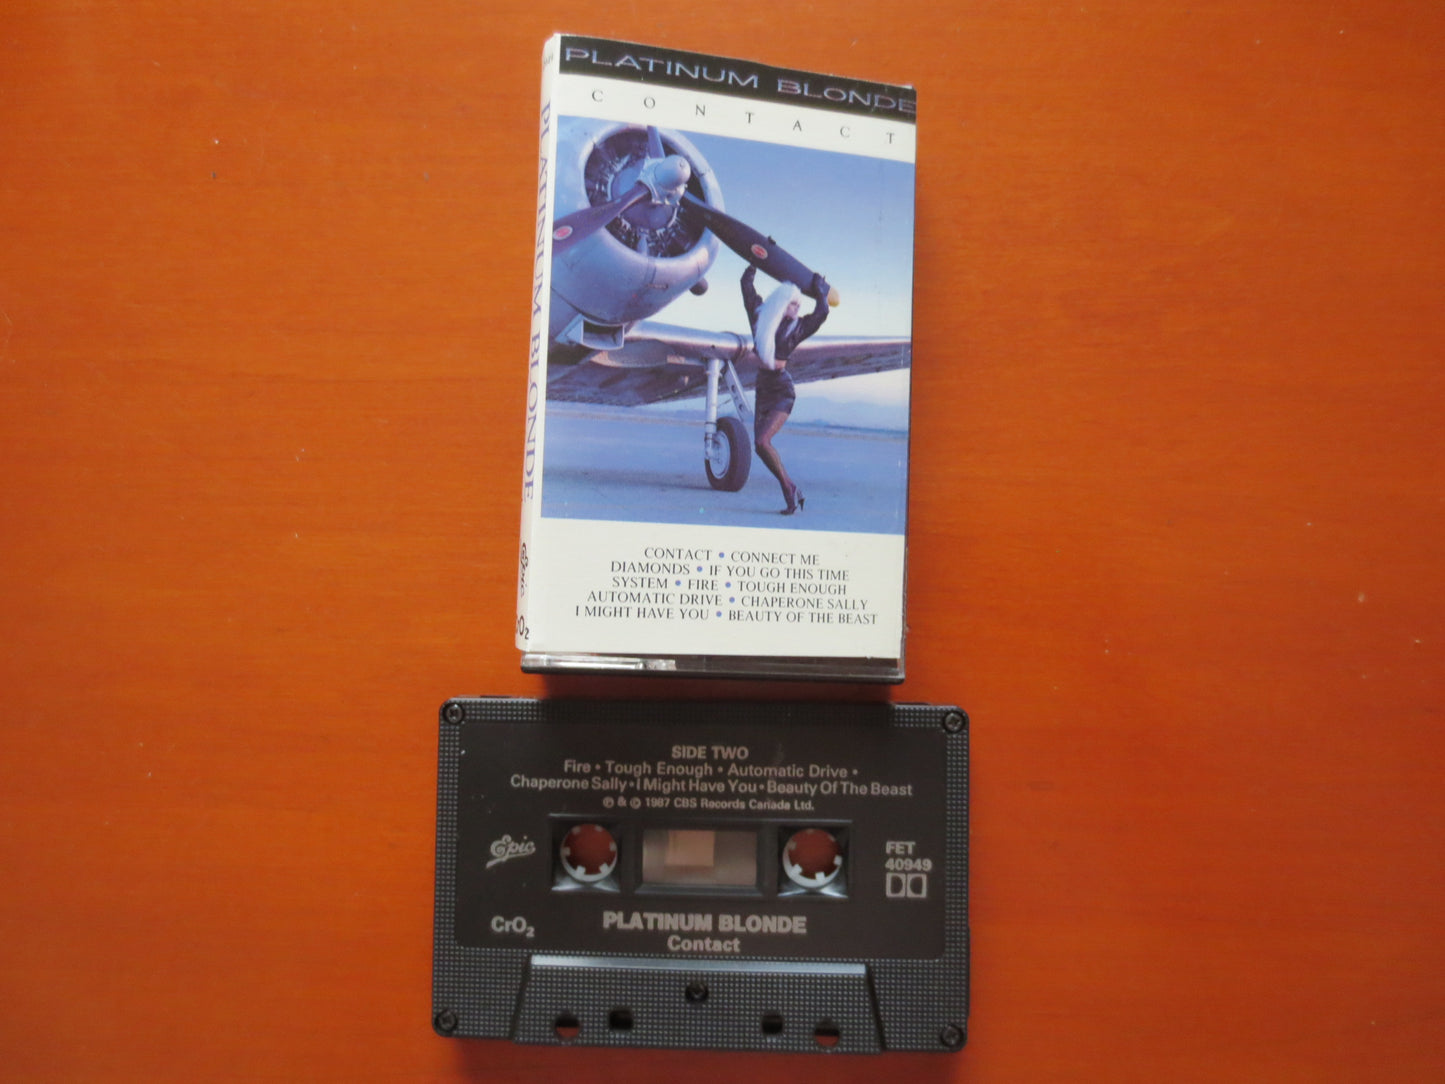 PLATINUM BLONDE
CONTACT
PLATINUM BLONDE
Epic
CrO2
CONTACT • CONNECT ME
DIAMONDS • IF YOU GO THIS TIME
SYSTEM • FIRE • TOUGH ENOUGH
AUTOMATIC DRIVE • CHAPERONE SALLY
I MIGHT HAVE YOU • BEAUTY OF THE BEAST
SIDE TWO
Fire • Tough Enough • Automatic Drive •
Chaperone Sally • I Might Have You • Beauty Of The Beast
℗ & © 1987 CBS Records Canada Ltd.
Epic
FET
40949
CrO2
PLATINUM BLONDE
Contact